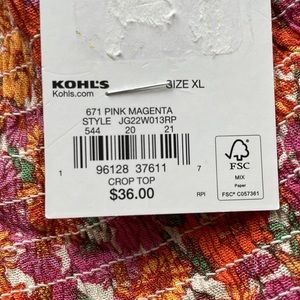 KOHL'S SIZE XL
Kohls.com
671 PINK MAGENTA
STYLE JG22W013RP
544 20 21
1 96128 37611 7
CROP TOP RPI
$36.00
FSC
MIX
Paper
FSC® C057361